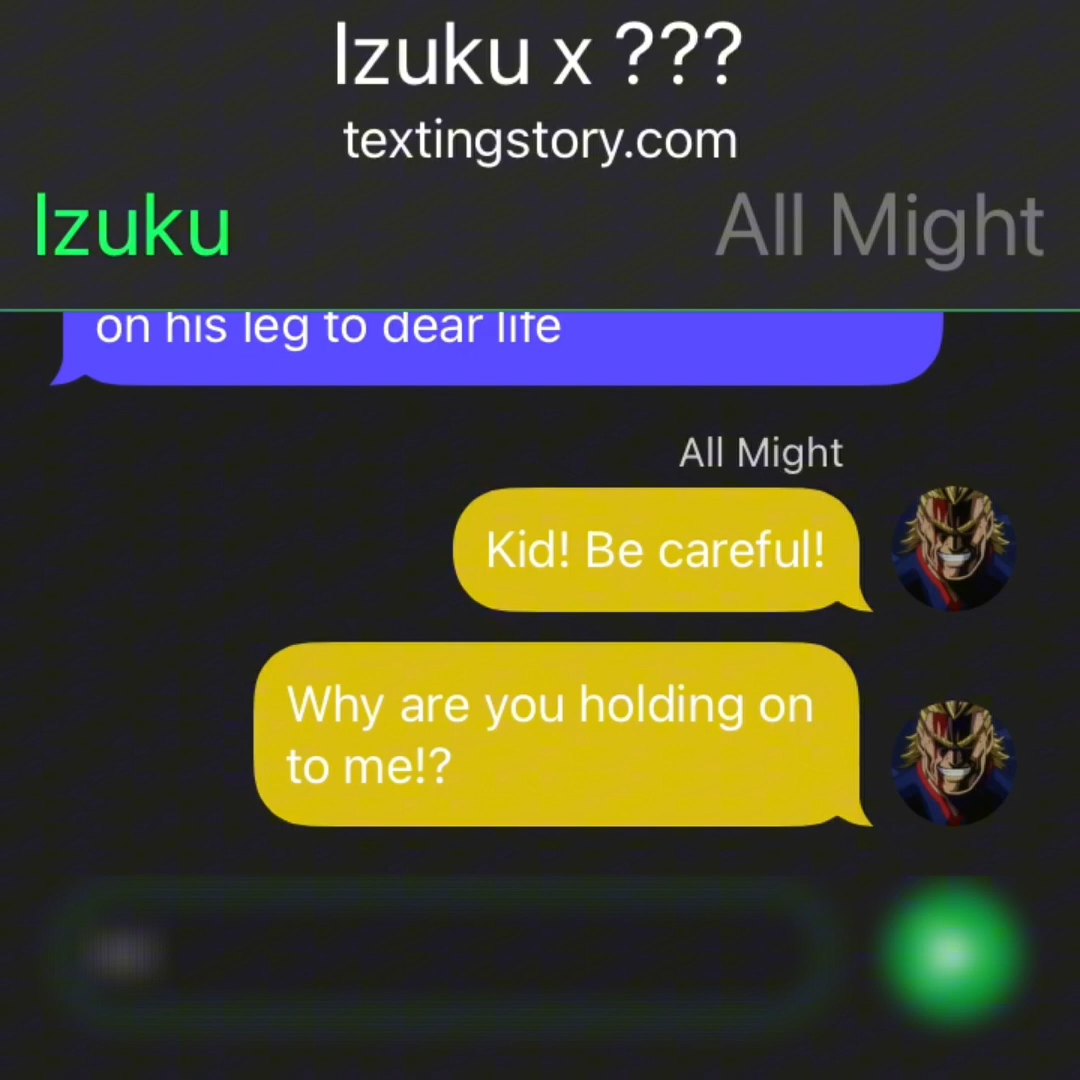 Izuku x ???
textingstory.com
Izuku
All Might
on his leg to dear life
All Might
Kid! Be careful!
Why are you holding on
to me!?